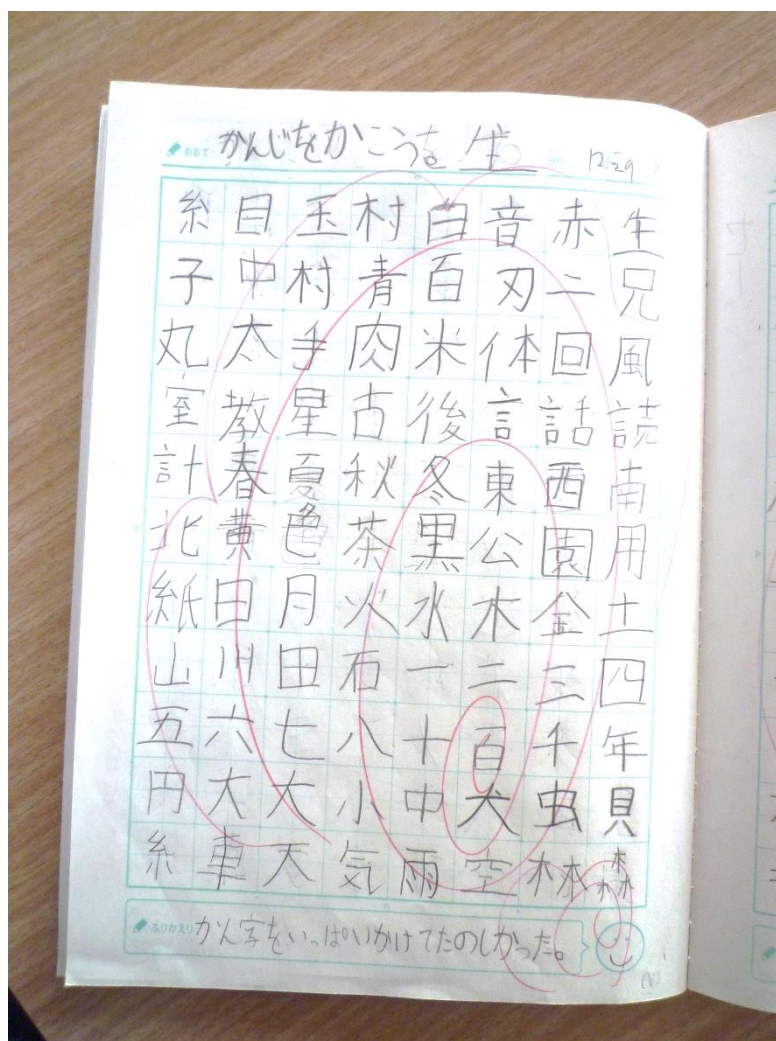 めあて かんじをかこうを 生 12-29
糸目玉村白音赤生
子中村青百刃二兄
丸太手肉米体回風
室教星古後言話読
計春夏秋冬東西南
北黄色茶黒公園用
紙日月火水木金土
山川田石一二三四
五六七八十百千年
円大大小中犬虫貝
糸車天気雨空林森
ふりかえり かん字をいっぱいかけてたのしかった。